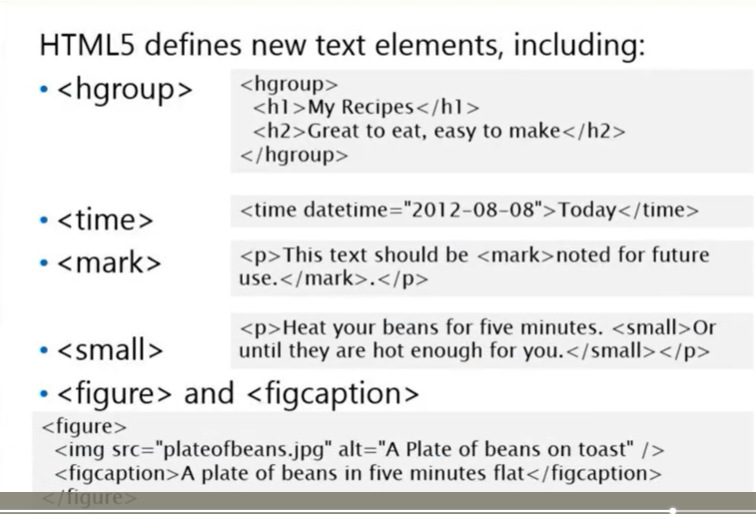 HTML5 defines new text elements, including:
• <hgroup>
<hgroup>
<h1>My Recipes</h1>
<h2>Great to eat, easy to make</h2>
</hgroup>
• <time>
<time datetime="2012-08-08">Today</time>
• <mark>
<p>This text should be <mark>noted for future
use.</mark>.</p>
• <small>
<p>Heat your beans for five minutes. <small>Or
until they are hot enough for you.</small></p>
• <figure> and <figcaption>
<figure>
<img src="plateofbeans.jpg" alt="A Plate of beans on toast" />
<figcaption>A plate of beans in five minutes flat</figcaption>
</figure>